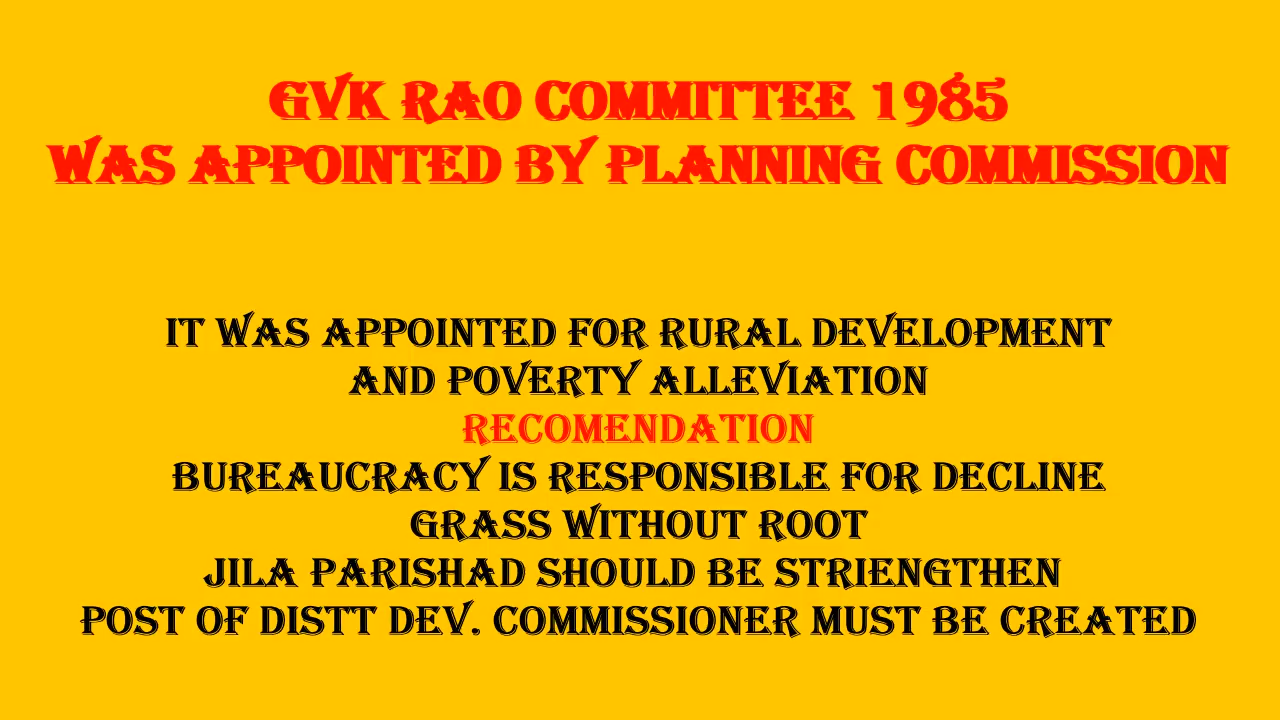 GVK RAO COMMITTEE 1985
WAS APPOINTED BY PLANNING COMMISSION
IT WAS APPOINTED FOR RURAL DEVELOPMENT
AND POVERTY ALLEVIATION
RECOMENDATION
BUREAUCRACY IS RESPONSIBLE FOR DECLINE
GRASS WITHOUT ROOT
JILA PARISHAD SHOULD BE STRIENGTHEN
POST OF DISTT DEV. COMMISSIONER MUST BE CREATED